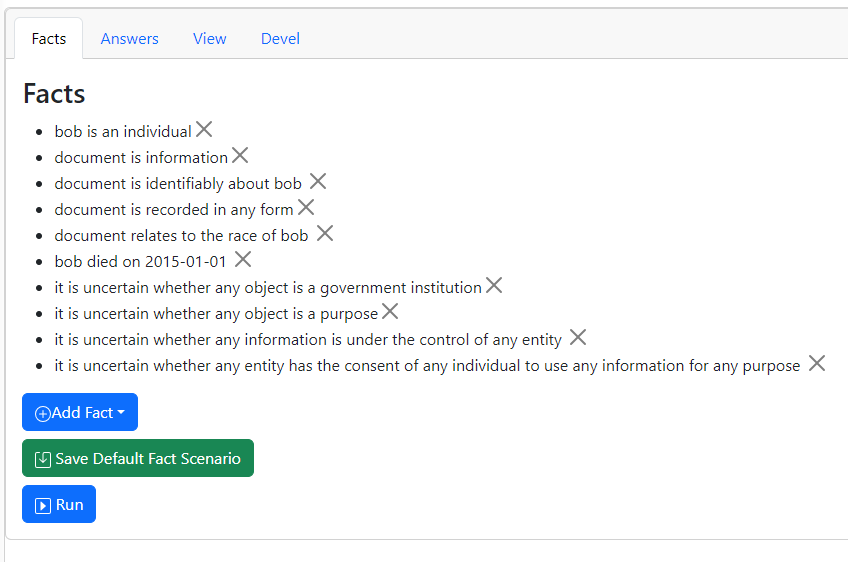 Facts Answers View Devel
Facts
bob is an individual
document is information
document is identifiably about bob
document is recorded in any form
document relates to the race of bob
bob died on 2015-01-01
it is uncertain whether any object is a government institution
it is uncertain whether any object is a purpose
it is uncertain whether any information is under the control of any entity
it is uncertain whether any entity has the consent of any individual to use any information for any purpose
Add Fact
Save Default Fact Scenario
Run